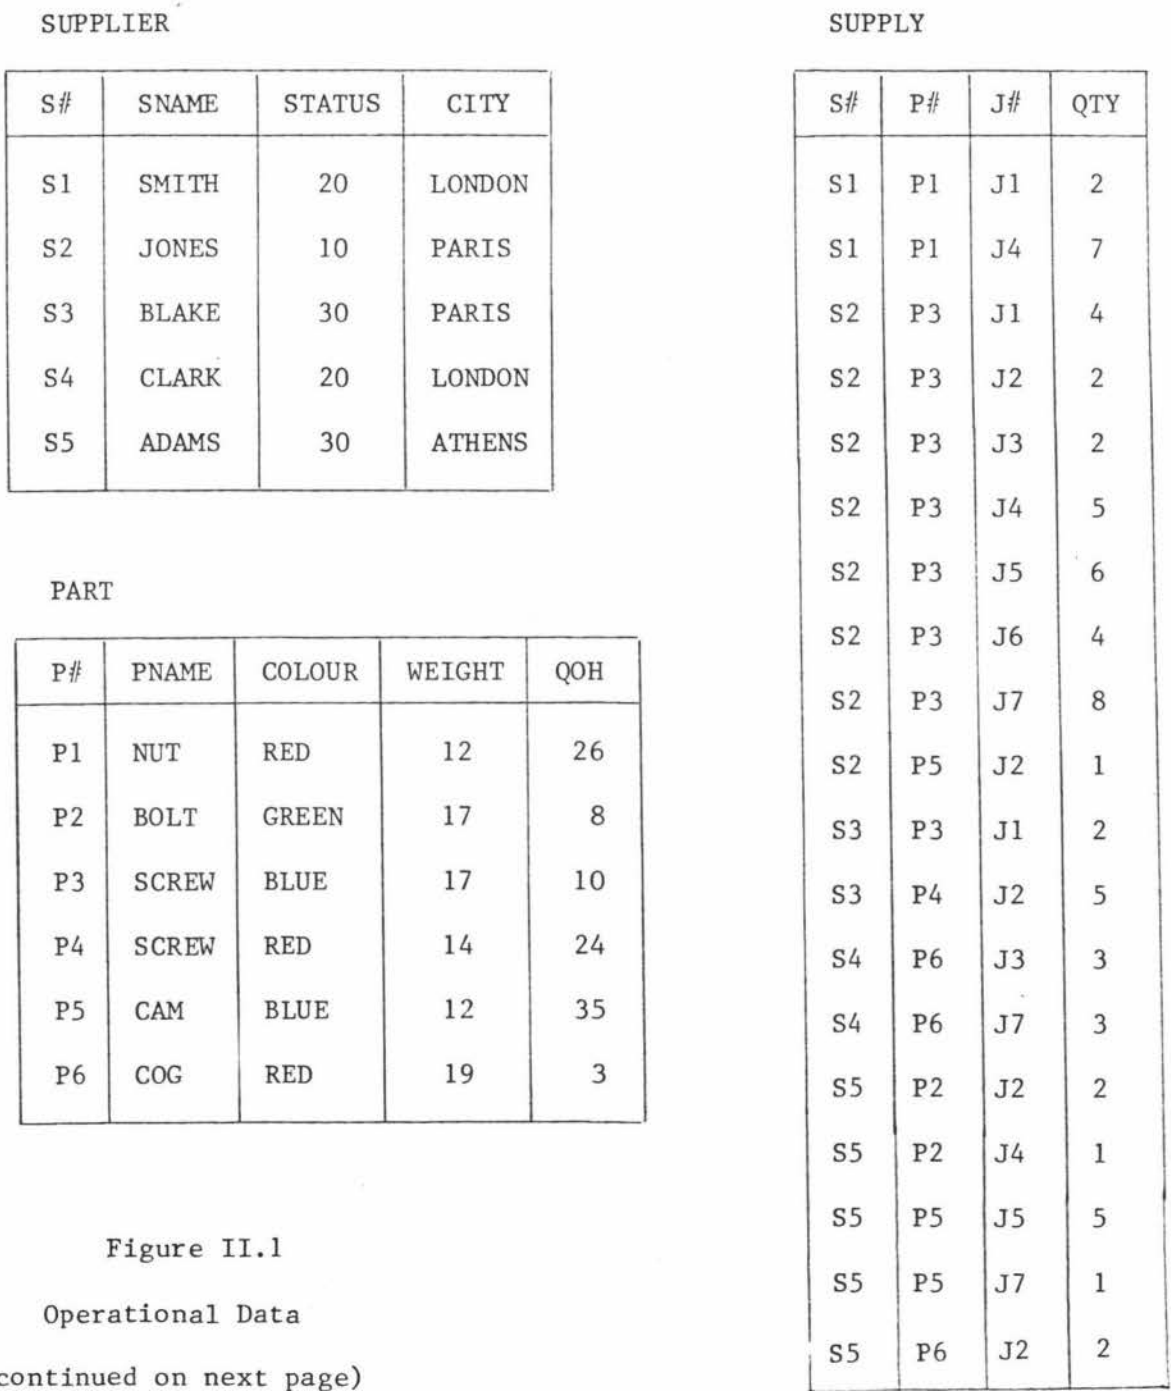 SUPPLIER
S# SNAME STATUS CITY
S1 SMITH 20 LONDON
S2 JONES 10 PARIS
S3 BLAKE 30 PARIS
S4 CLARK 20 LONDON
S5 ADAMS 30 ATHENS
PART
P# PNAME COLOUR WEIGHT QOH
P1 NUT RED 12 26
P2 BOLT GREEN 17 8
P3 SCREW BLUE 17 10
P4 SCREW RED 14 24
P5 CAM BLUE 12 35
P6 COG RED 19 3
Figure II.1
Operational Data
continued on next page)
SUPPLY
S# P# J# QTY
S1 P1 J1 2
S1 P1 J4 7
S2 P3 J1 4
S2 P3 J2 2
S2 P3 J3 2
S2 P3 J4 5
S2 P3 J5 6
S2 P3 J6 4
S2 P3 J7 8
S2 P5 J2 1
S3 P3 J1 2
S3 P4 J2 5
S4 P6 J3 3
S4 P6 J7 3
S5 P2 J2 2
S5 P2 J4 1
S5 P5 J5 5
S5 P5 J7 1
S5 P6 J2 2